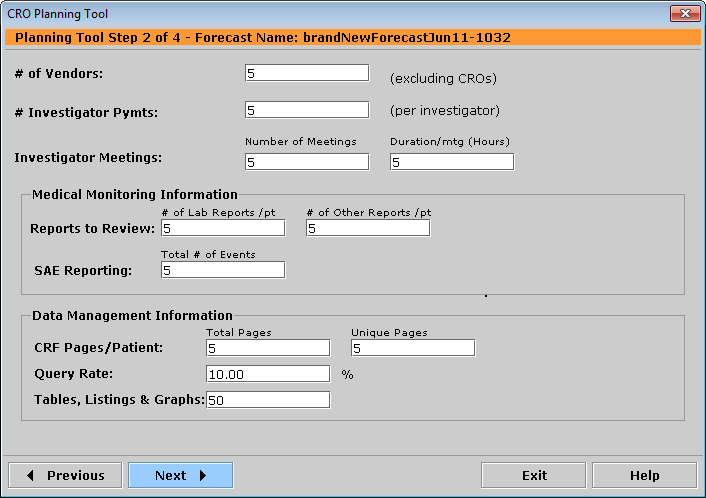 CRO Planning Tool
Planning Tool Step 2 of 4 - Forecast Name: brandNewForecastJun11-1032
# of Vendors: 5 (excluding CROs)
# Investigator Pymts: 5 (per investigator)
Number of Meetings Duration/mtg (Hours)
Investigator Meetings: 5 5
Medical Monitoring Information
# of Lab Reports /pt # of Other Reports /pt
Reports to Review: 5 5
Total # of Events
SAE Reporting: 5
Data Management Information
Total Pages Unique Pages
CRF Pages/Patient: 5 5
Query Rate: 10.00 %
Tables, Listings & Graphs: 50
Previous Next Exit Help